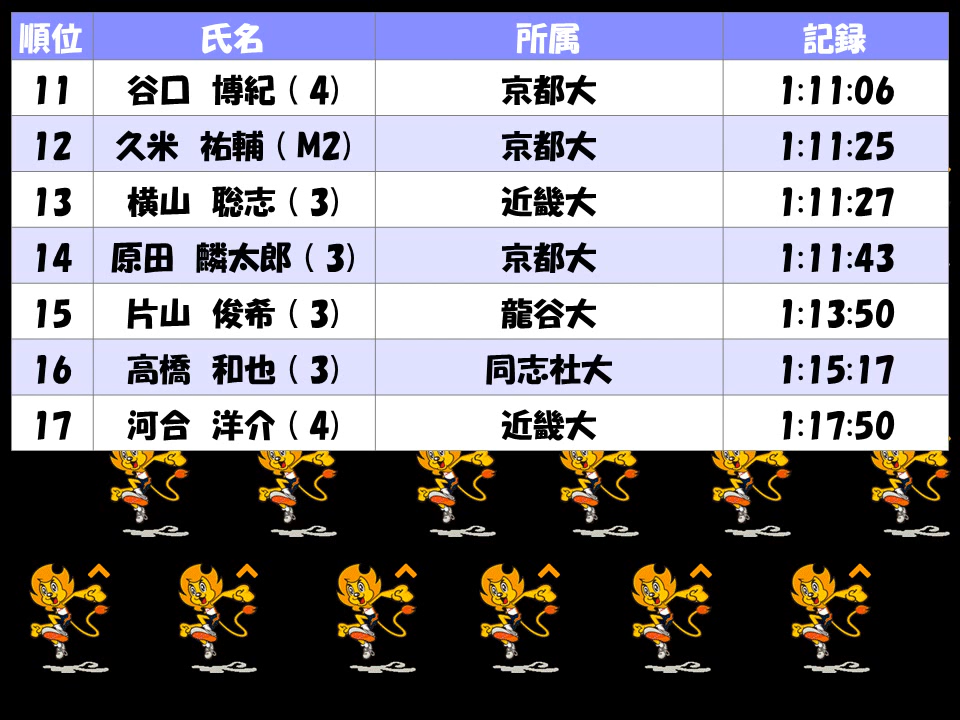 順位 氏名 所属 記録
11 谷口 博紀(4) 京都大 1:11:06
12 久米 祐輔(M2) 京都大 1:11:25
13 横山 聡志(3) 近畿大 1:11:27
14 原田 麟太郎(3) 京都大 1:11:43
15 片山 俊希(3) 龍谷大 1:13:50
16 高橋 和也(3) 同志社大 1:15:17
17 河合 洋介(4) 近畿大 1:17:50